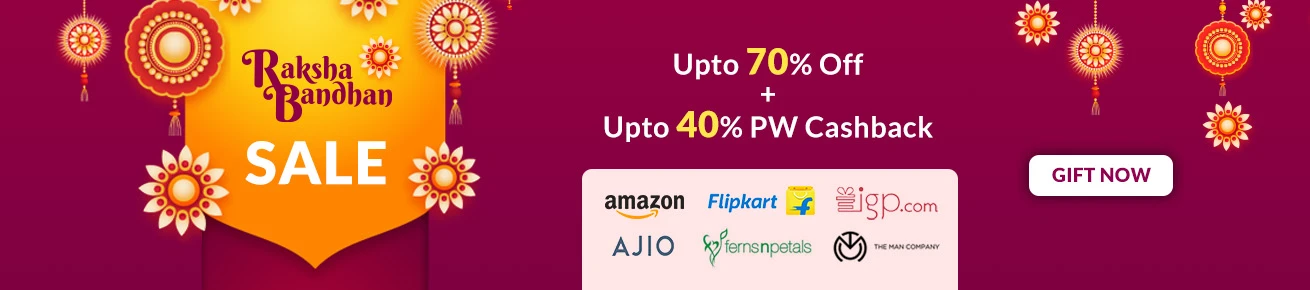 Raksha
Bandhan
SALE
Upto 70% Off
+
Upto 40% PW Cashback
amazon Flipkart igp.com
AJIO fernsnpetals THE MAN COMPANY
GIFT NOW